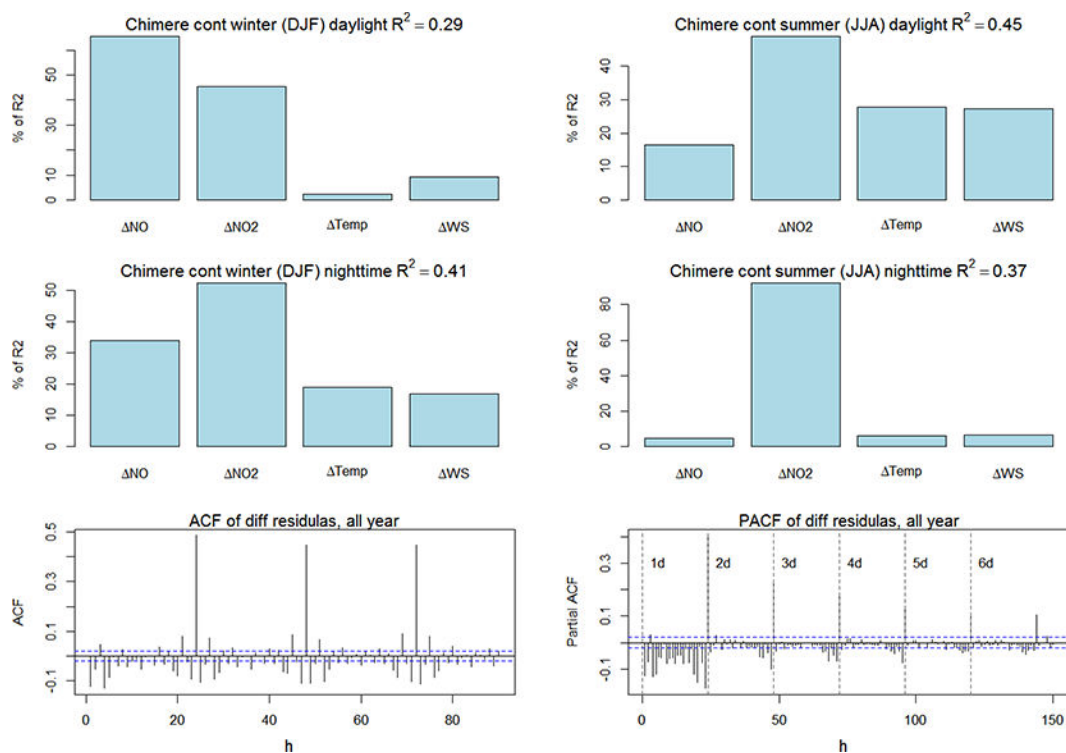 Chimere cont winter (DJF) daylight R² = 0.29
% of R2
0 10 30 50
ΔNO ΔNO2 ΔTemp ΔWS
Chimere cont summer (JJA) daylight R² = 0.45
% of R2
0 10 20 30 40
ΔNO ΔNO2 ΔTemp ΔWS
Chimere cont winter (DJF) nighttime R² = 0.41
% of R2
0 10 20 30 40 50
ΔNO ΔNO2 ΔTemp ΔWS
Chimere cont summer (JJA) nighttime R² = 0.37
% of R2
0 20 40 60 80
ΔNO ΔNO2 ΔTemp ΔWS
ACF of diff residulas, all year
ACF
-0.1 0.1 0.3 0.5
0 20 40 60 80
h
PACF of diff residulas, all year
Partial ACF
-0.1 0.1 0.3
1d 2d 3d 4d 5d 6d
0 50 100 150
h